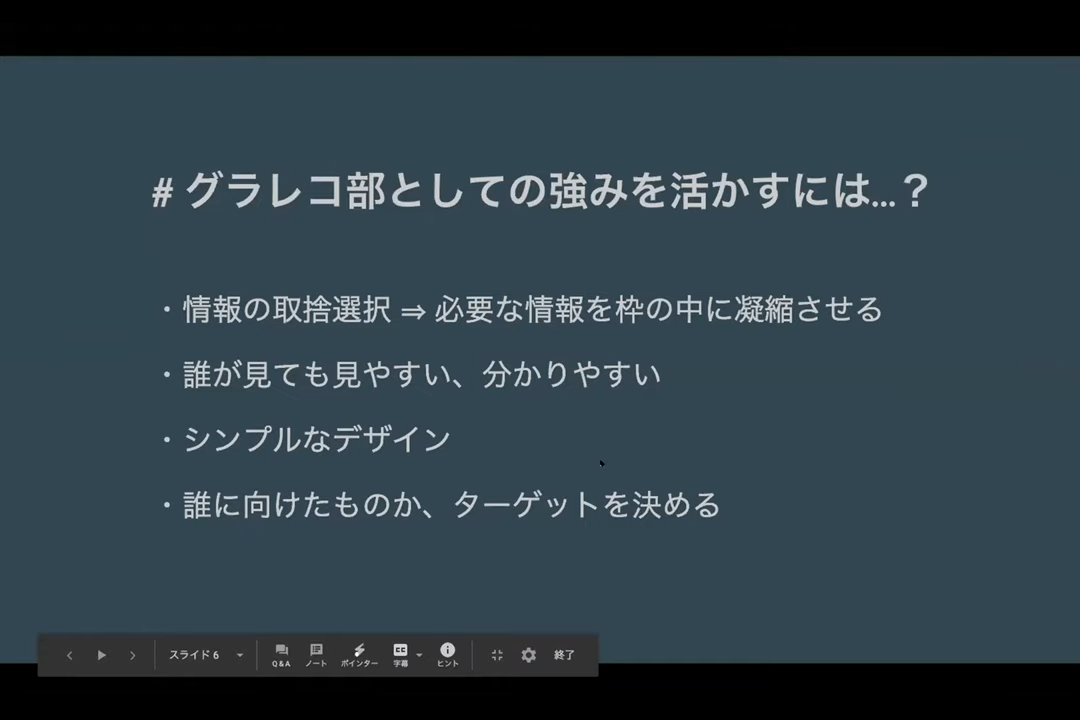 # グラレコ部としての強みを活かすには…？
・情報の取捨選択 ⇒ 必要な情報を枠の中に凝縮させる
・誰が見ても見やすい、分かりやすい
・シンプルなデザイン
・誰に向けたものか、ターゲットを決める
スライド 6 Q&A ノート ポインター 字幕 ヒント 終了